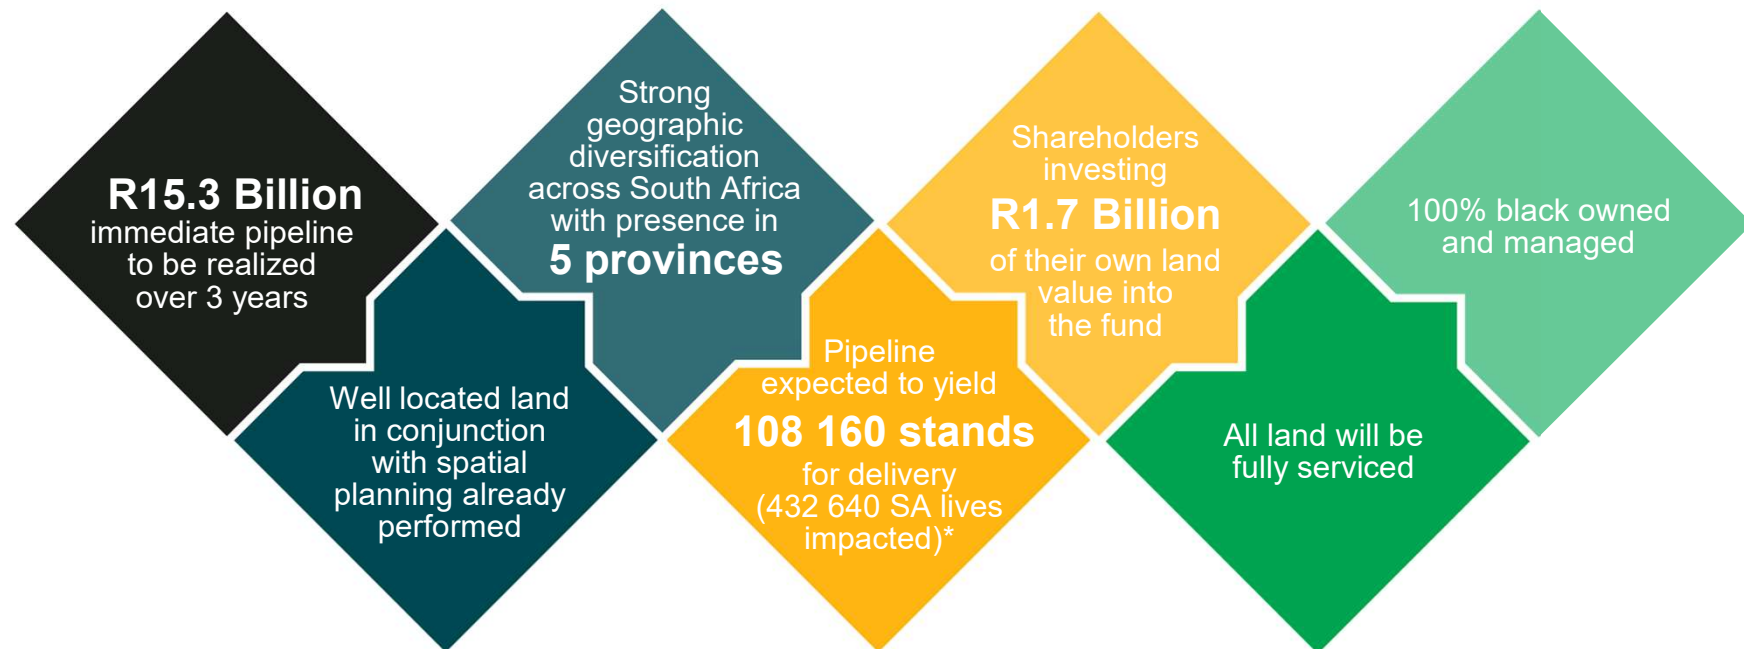 R15.3 Billion
immediate pipeline
to be realized
over 3 years
Well located land
in conjunction
with spatial
planning already
performed
Strong
geographic
diversification
across South Africa
with presence in
5 provinces
Pipeline
expected to yield
108 160 stands
for delivery
(432 640 SA lives
impacted)*
Shareholders
investing
R1.7 Billion
of their own land
value into
the fund
All land will be
fully serviced
100% black owned
and managed